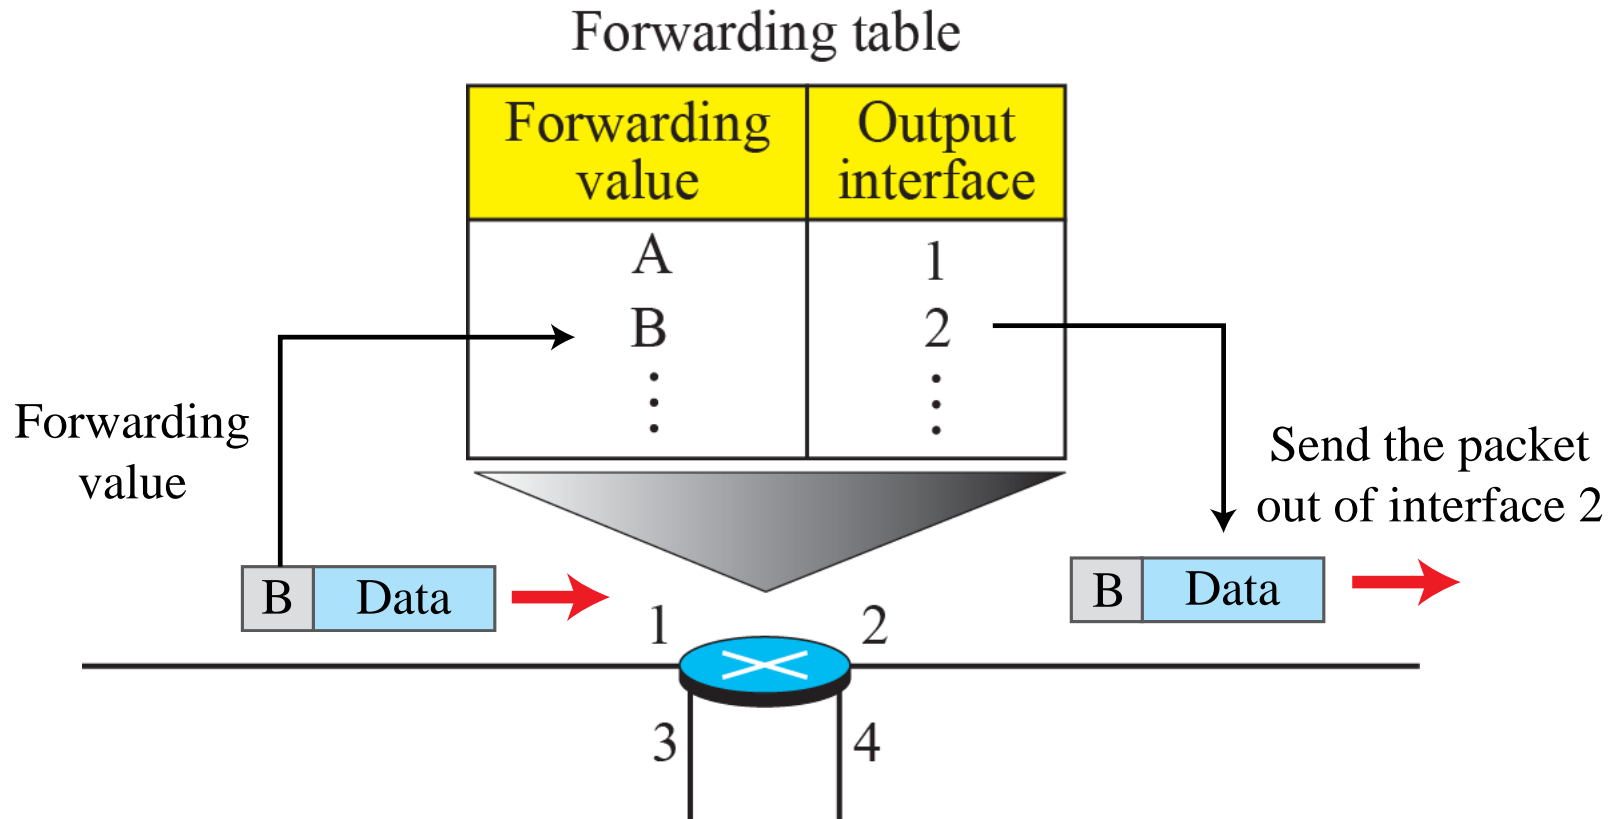 Forwarding table
Forwarding value
Output interface
A 1
B 2
Forwarding
value
Send the packet
out of interface 2
B Data
B Data
1 2
3 4